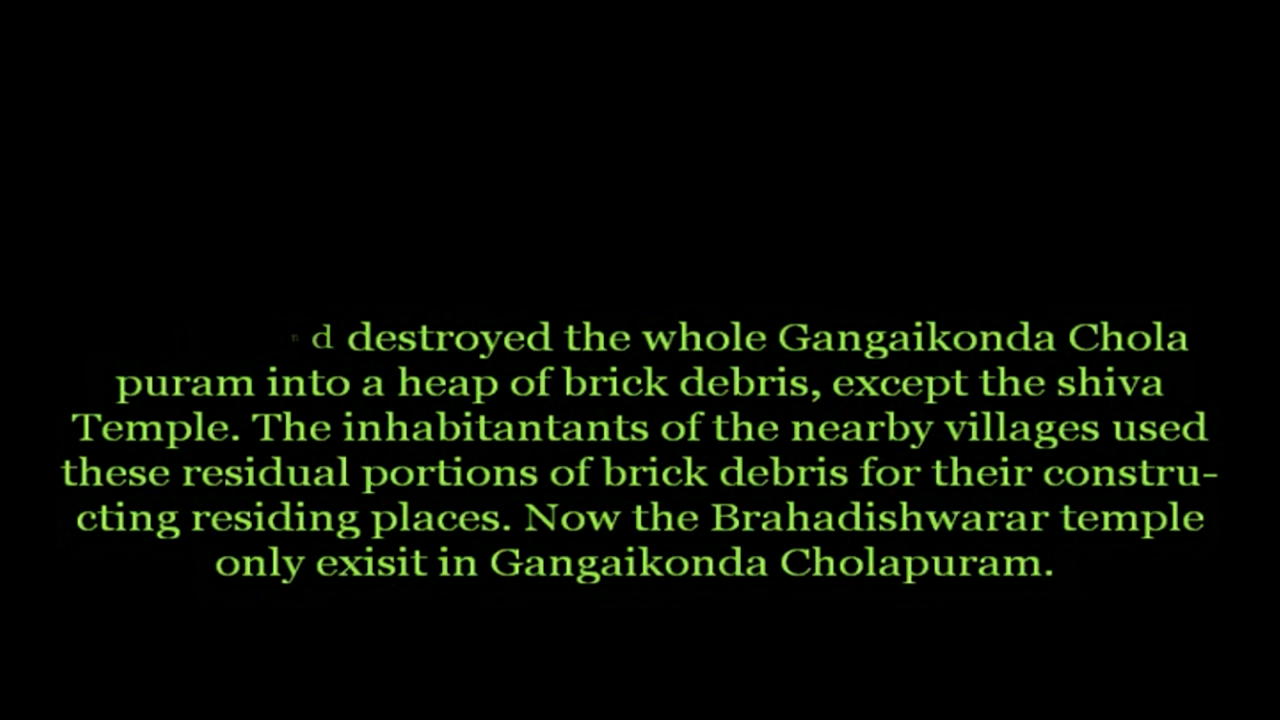 d destroyed the whole Gangaikonda Chola
puram into a heap of brick debris, except the shiva
Temple. The inhabitantants of the nearby villages used
these residual portions of brick debris for their constru-
cting residing places. Now the Brahadishwarar temple
only exisit in Gangaikonda Cholapuram.